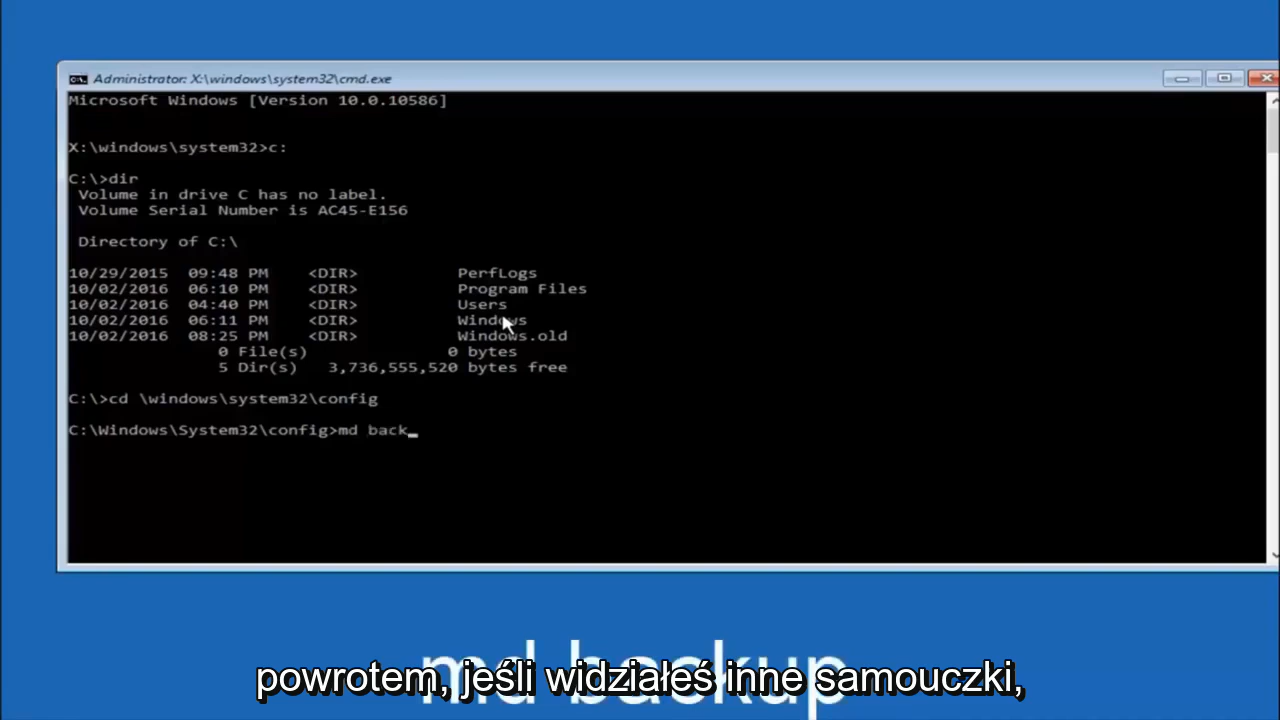 Administrator: X:\windows\system32\cmd.exe
Microsoft Windows [Version 10.0.10586]
X:\windows\system32>c:
C:\>dir
Volume in drive C has no label.
Volume Serial Number is AC45-E156
Directory of C:\
10/29/2015 09:48 PM <DIR> PerfLogs
10/02/2016 06:10 PM <DIR> Program Files
10/02/2016 04:40 PM <DIR> Users
10/02/2016 06:11 PM <DIR> Windows
10/02/2016 08:25 PM <DIR> Windows.old
0 File(s) 0 bytes
5 Dir(s) 3,736,555,520 bytes free
C:\>cd \windows\system32\config
C:\Windows\System32\config>md back_
md backup
powrotem, jeśli widziałeś inne samouczki,